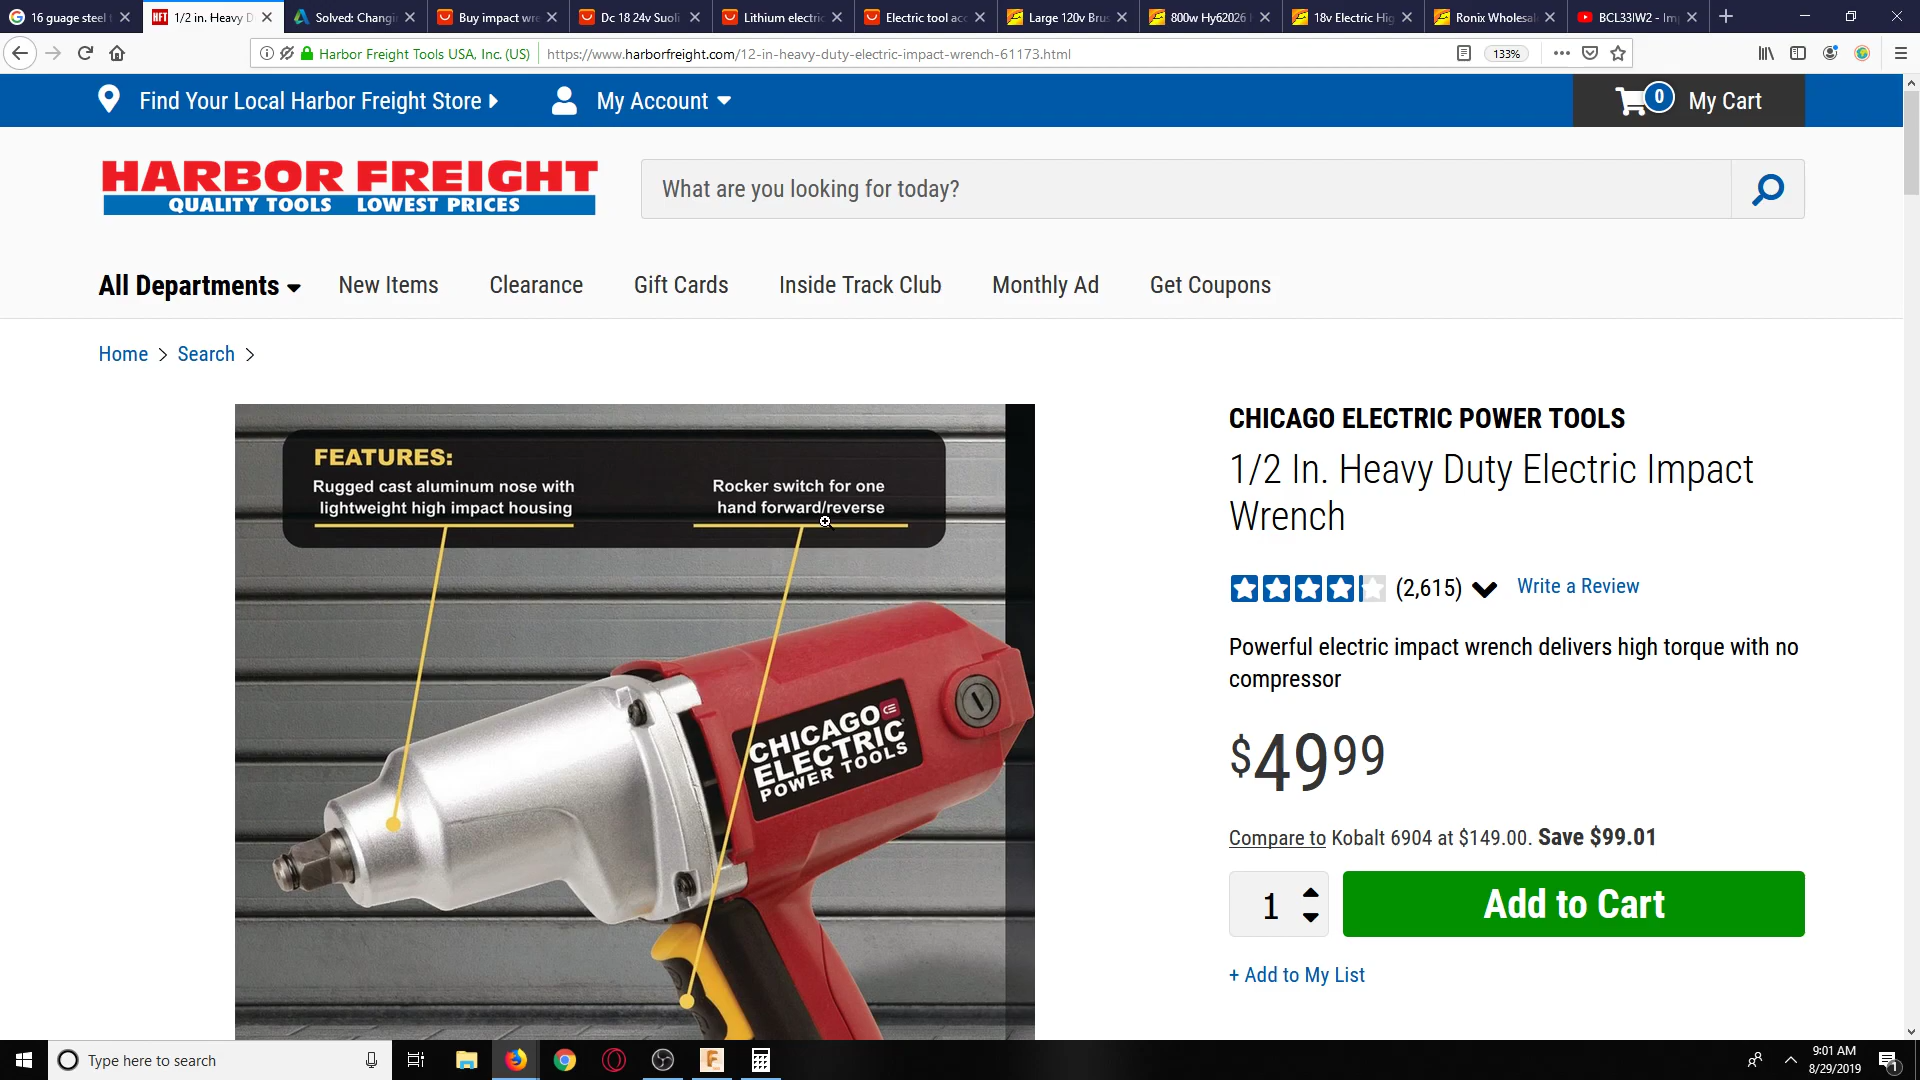 16 guage steel t
1/2 in. Heavy D
Solved: Changi
Buy impact wre
Dc 18 24v Suoli
Lithium electric
Electric tool acc
Large 120v Brus
800w Hy62026
18v Electric Hig
Ronix Wholesal
BCL33IW2 - Im
Harbor Freight Tools USA, Inc. (US)
https://www.harborfreight.com/12-in-heavy-duty-electric-impact-wrench-61173.html
133%
Find Your Local Harbor Freight Store
My Account
0
My Cart
HARBOR FREIGHT
QUALITY TOOLS LOWEST PRICES
What are you looking for today?
All Departments
New Items
Clearance
Gift Cards
Inside Track Club
Monthly Ad
Get Coupons
Home > Search >
FEATURES:
Rugged cast aluminum nose with
lightweight high impact housing
Rocker switch for one
hand forward/reverse
CHICAGO
ELECTRIC
POWER TOOLS
CHICAGO ELECTRIC POWER TOOLS
1/2 In. Heavy Duty Electric Impact
Wrench
(2,615)
Write a Review
Powerful electric impact wrench delivers high torque with no
compressor
$49 99
Compare to Kobalt 6904 at $149.00. Save $99.01
1
Add to Cart
+ Add to My List
Type here to search
9:01 AM
8/29/2019
1